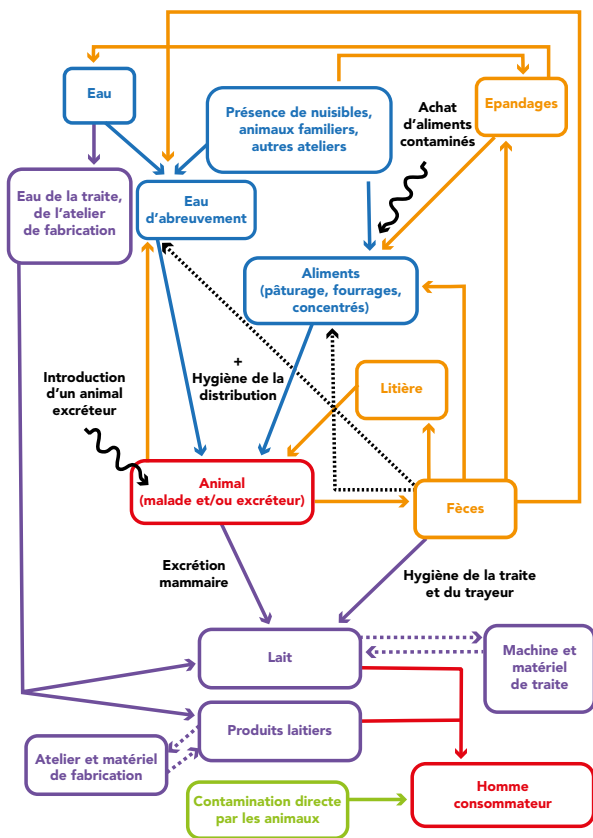 Eau
Présence de nuisibles,
animaux familiers,
autres ateliers
Achat
d'aliments
contaminés
Epandages
Eau de la traite,
de l'atelier
de fabrication
Eau
d'abreuvement
Aliments
(pâturage, fourrages,
concentrés)
+
Hygiène de la
distribution
Introduction
d'un animal
excréteur
Litière
Animal
(malade et/ou excréteur)
Fèces
Excrétion
mammaire
Hygiène de la traite
et du trayeur
Lait
Machine et
matériel
de traite
Produits laitiers
Atelier et matériel
de fabrication
Contamination directe
par les animaux
Homme
consommateur